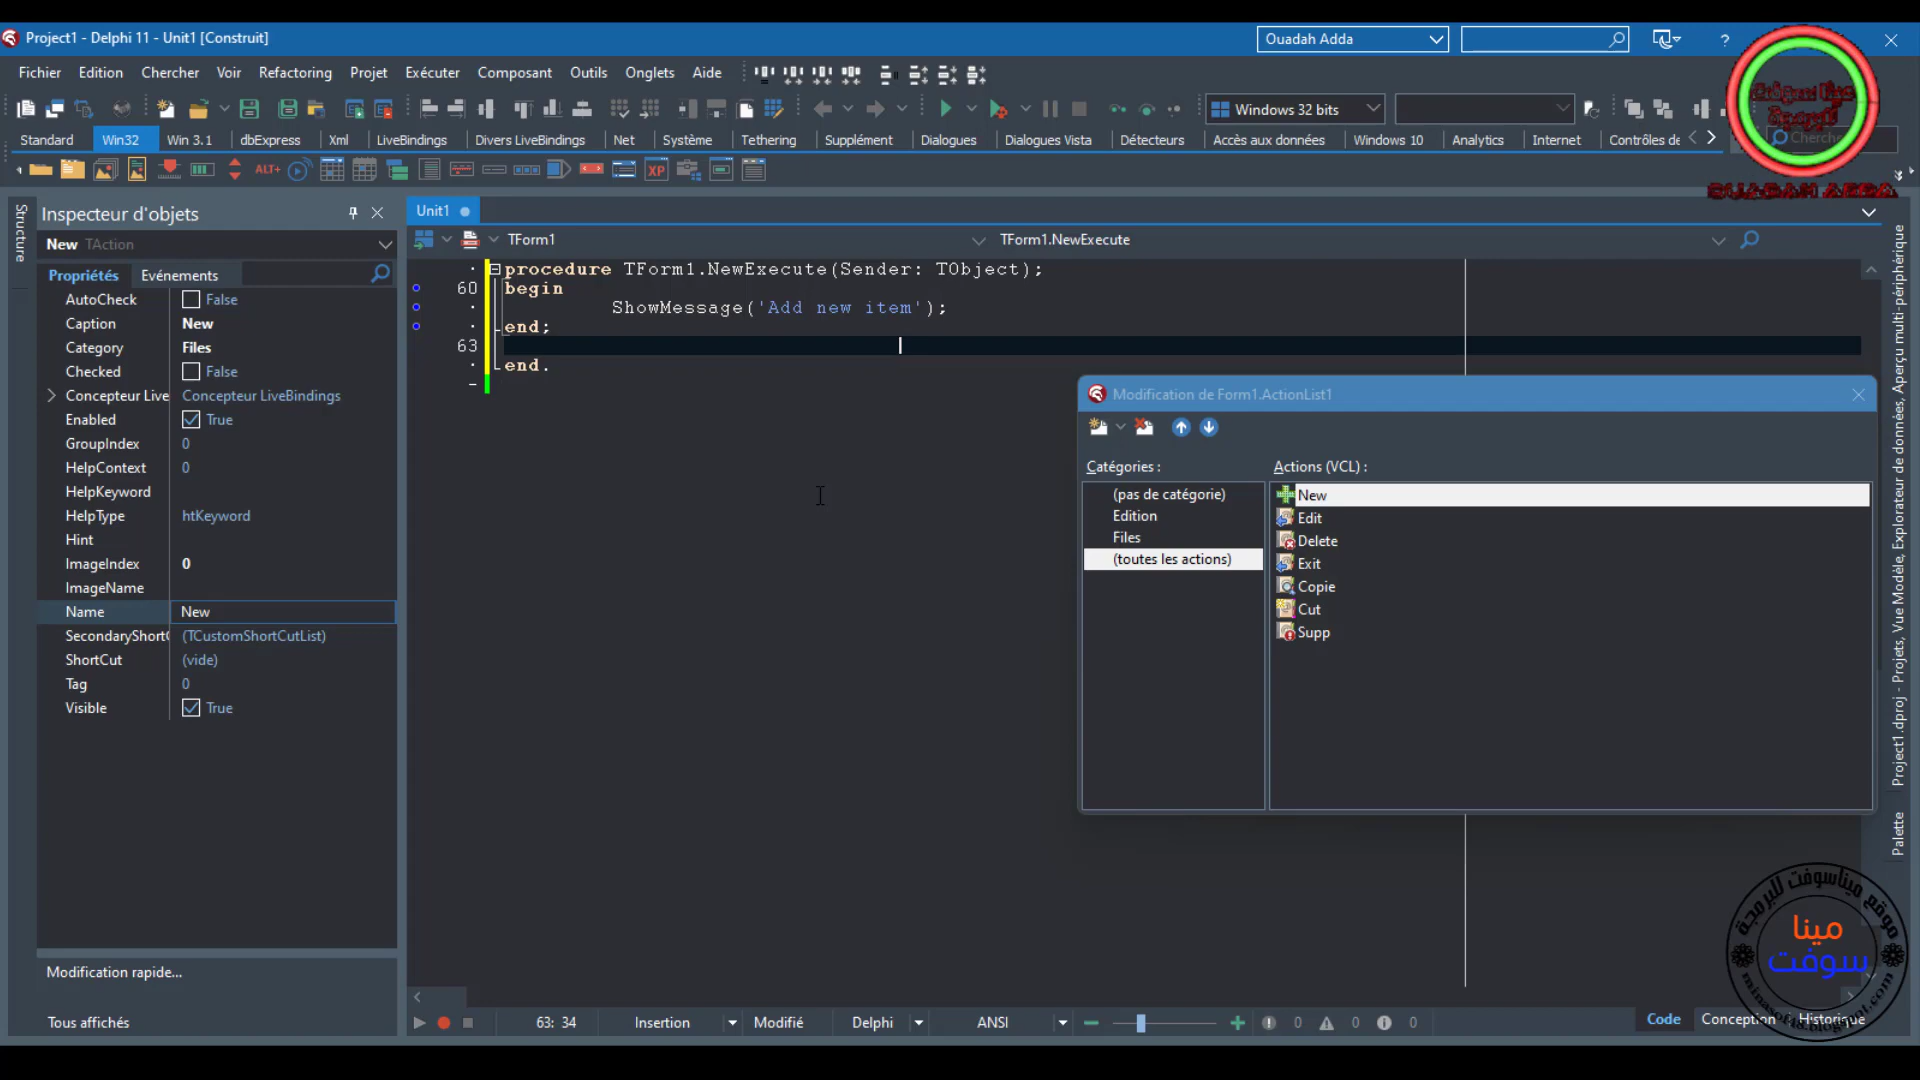 Project1 - Delphi 11 - Unit1 [Construit]
Ouadah Adda
?
Fichier Edition Chercher Voir Refactoring Projet Exécuter Composant Outils Onglets Aide
Windows 32 bits
Standard Win32 Win 3.1 dbExpress Xml LiveBindings Divers LiveBindings Net Système Tethering Supplément Dialogues Dialogues Vista Détecteurs Accès aux données Windows 10 Analytics Internet Contrôles de
ALT+
XP
OUADAH ADDA
Structure
Inspecteur d'objets
New TAction
Propriétés Evénements
AutoCheck False
Caption New
Category Files
Checked False
Concepteur Live Concepteur LiveBindings
Enabled True
GroupIndex 0
HelpContext 0
HelpKeyword
HelpType htKeyword
Hint
ImageIndex 0
ImageName
Name New
SecondaryShort (TCustomShortCutList)
ShortCut (vide)
Tag 0
Visible True
Modification rapide...
Tous affichés
Unit1
TForm1 TForm1.NewExecute
procedure TForm1.NewExecute(Sender: TObject);
60 begin
ShowMessage('Add new item');
end;
63
end.
Modification de Form1.ActionList1
Catégories :
(pas de catégorie)
Edition
Files
(toutes les actions)
Actions (VCL) :
New
Edit
Delete
Exit
Copie
Cut
Supp
Project1.dproj - Projets, Vue Modèle, Explorateur de données, Aperçu multi-périphérique
Palette
63: 34 Insertion Modifié Delphi ANSI 0 0 0
Code Conception Historique
موقع ميناسوفت للبرمجة
مينا
سوفت